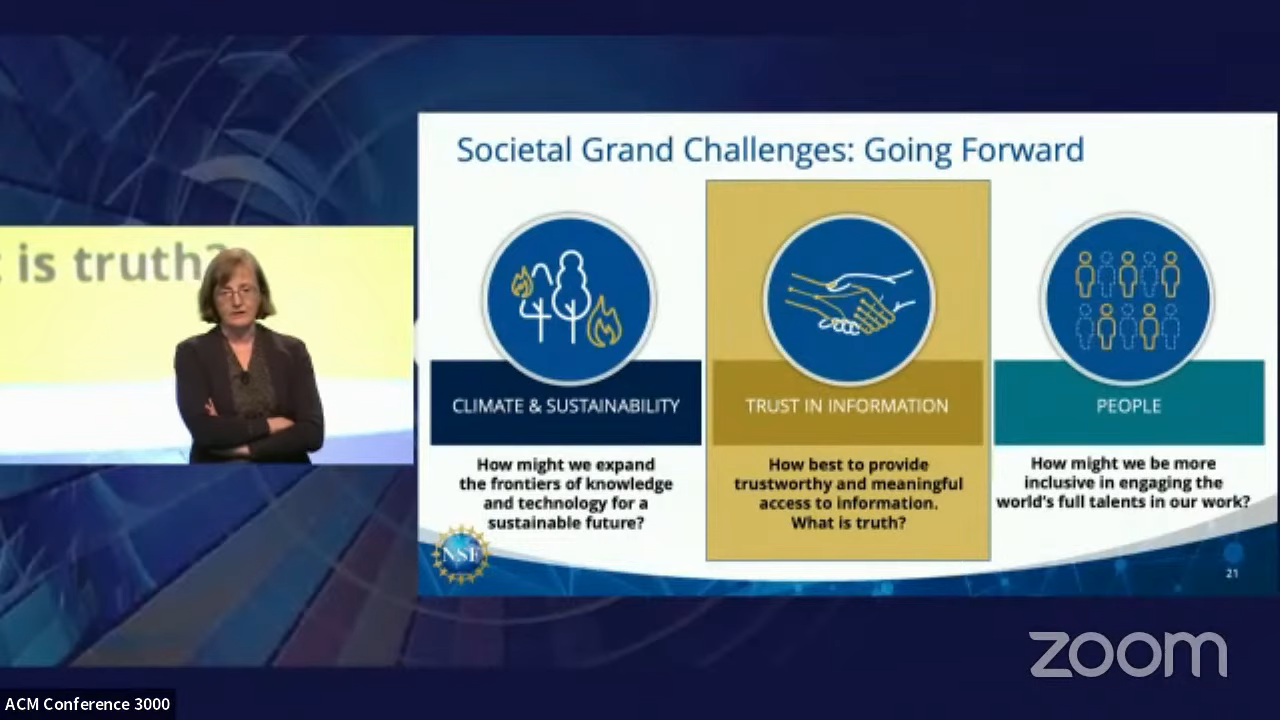 is truth?
Societal Grand Challenges: Going Forward
CLIMATE & SUSTAINABILITY
How might we expand
the frontiers of knowledge
and technology for a
sustainable future?
TRUST IN INFORMATION
How best to provide
trustworthy and meaningful
access to information.
What is truth?
PEOPLE
How might we be more
inclusive in engaging the
world's full talents in our work?
NSF
21
zoom
ACM Conference 3000